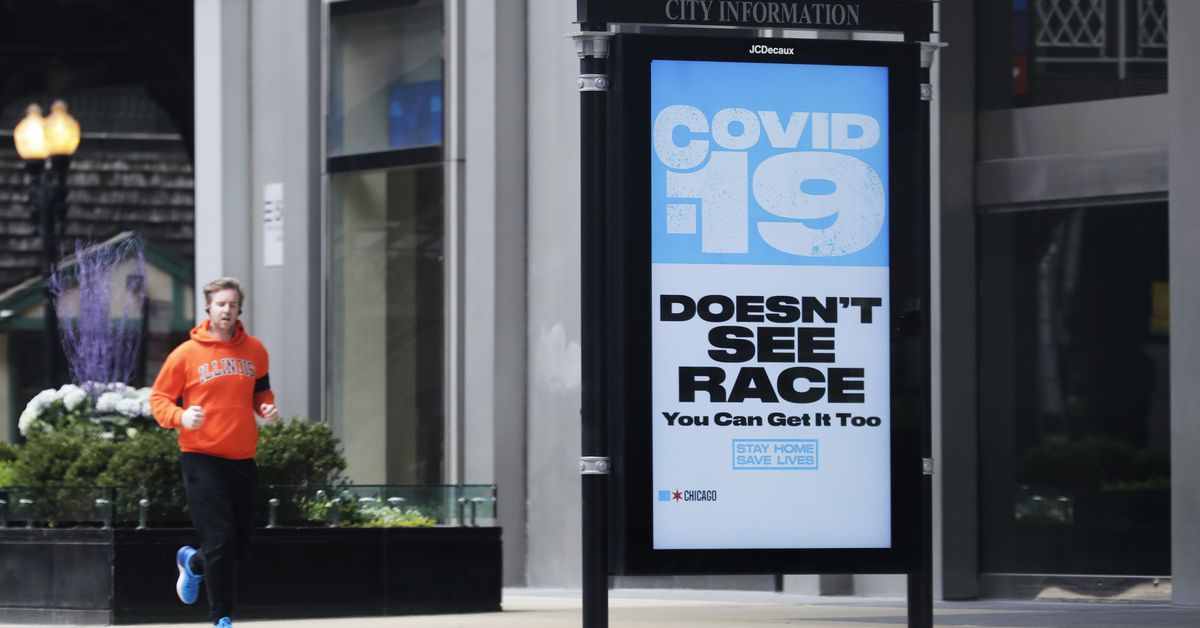 CITY INFORMATION
JCDecaux
COVID
-19
DOESN'T
SEE
RACE
You Can Get It Too
STAY HOME
SAVE LIVES
CHICAGO
ILLINOIS